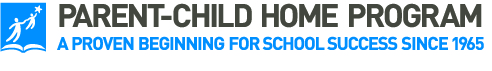 PARENT-CHILD HOME PROGRAM
A PROVEN BEGINNING FOR SCHOOL SUCCESS SINCE 1965